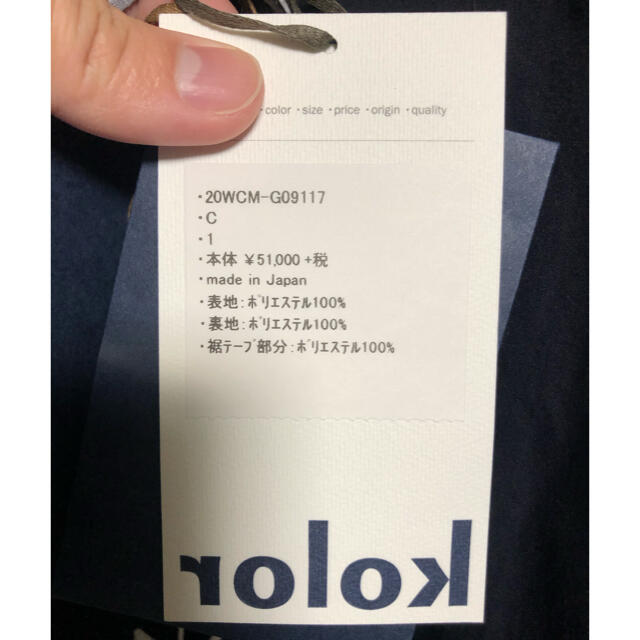 ・color ・size ・price ・origin ・quality
・20WCM-G09117
・C
・1
・本体 ¥51,000+税
・made in Japan
・表地:ポリエステル100%
・裏地:ポリエステル100%
・裾テープ部分:ポリエステル100%
kolor